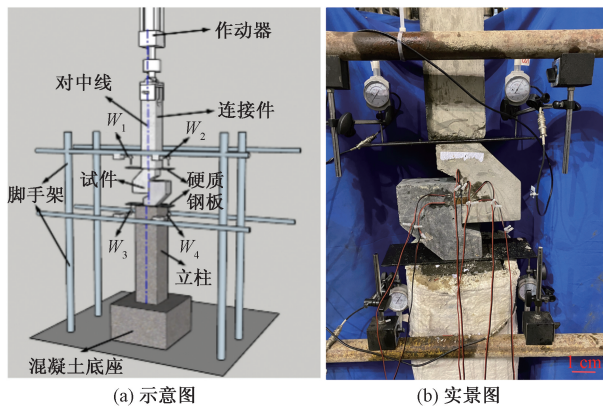 作动器
对中线
连接件
W1
W2
试件
硬质
钢板
脚手架
W3
W4
立柱
混凝土底座
1 cm
(a) 示意图
(b) 实景图